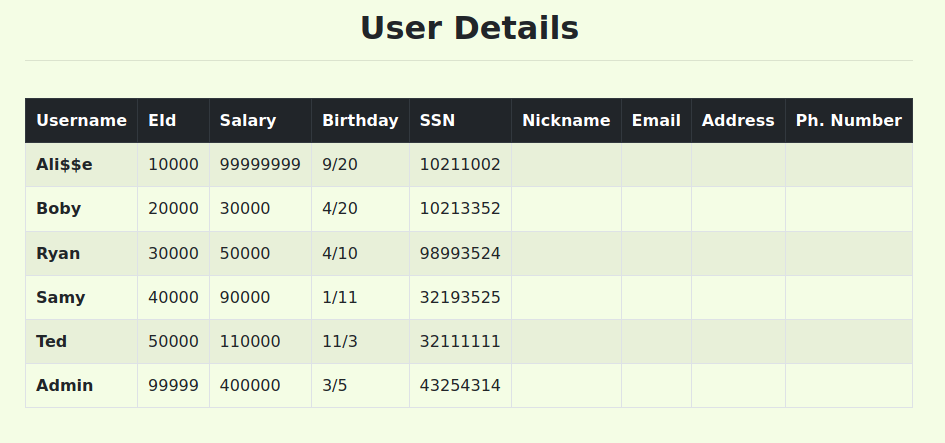 User Details
Username EId Salary Birthday SSN Nickname Email Address Ph. Number
Ali$$e 10000 99999999 9/20 10211002
Boby 20000 30000 4/20 10213352
Ryan 30000 50000 4/10 98993524
Samy 40000 90000 1/11 32193525
Ted 50000 110000 11/3 32111111
Admin 99999 400000 3/5 43254314